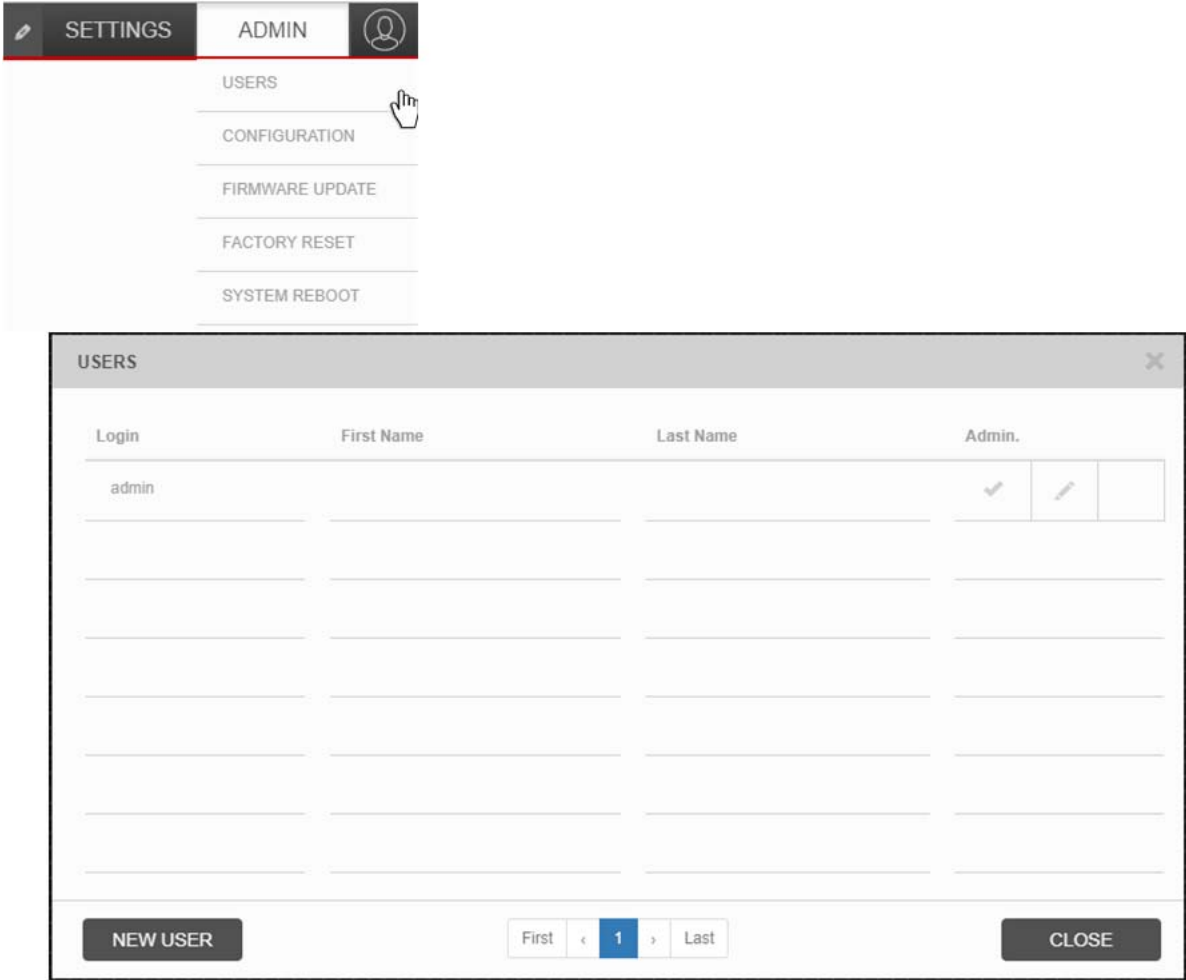 SETTINGS ADMIN
USERS
CONFIGURATION
FIRMWARE UPDATE
FACTORY RESET
SYSTEM REBOOT
USERS
Login First Name Last Name Admin.
admin
NEW USER First ‹ 1 › Last CLOSE